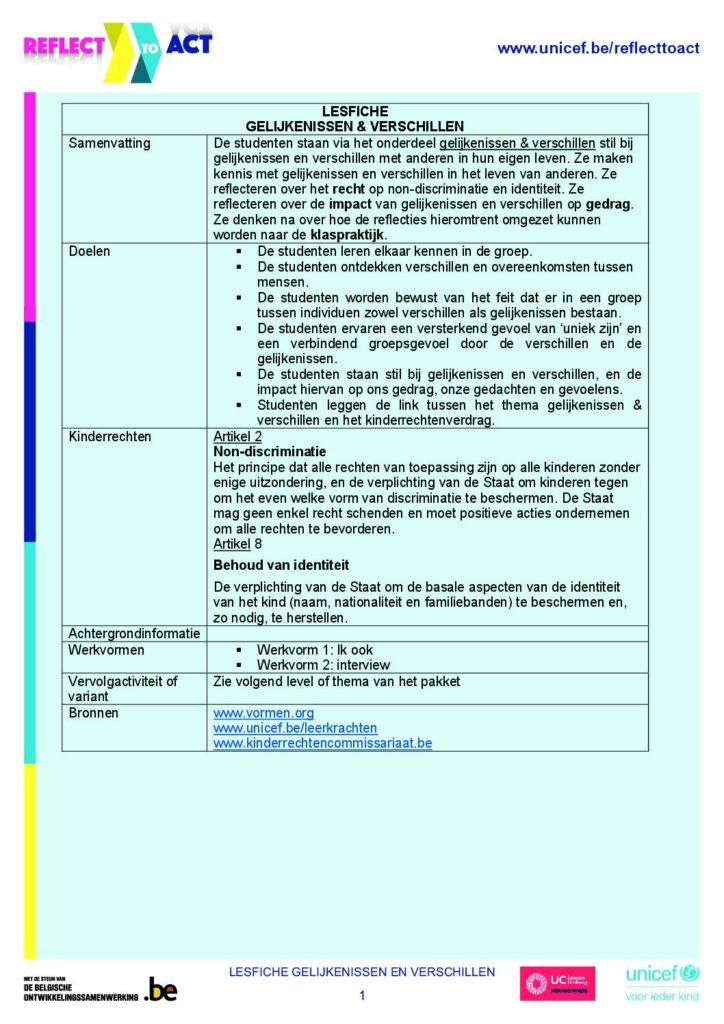 REFLECT TO ACT
www.unicef.be/reflecttoact
LESFICHE
GELIJKENISSEN & VERSCHILLEN
Samenvatting
De studenten staan via het onderdeel gelijkenissen & verschillen stil bij
gelijkenissen en verschillen met anderen in hun eigen leven. Ze maken
kennis met gelijkenissen en verschillen in het leven van anderen. Ze
reflecteren over het recht op non-discriminatie en identiteit. Ze
reflecteren over de impact van gelijkenissen en verschillen op gedrag.
Ze denken na over hoe de reflecties hieromtrent omgezet kunnen
worden naar de klaspraktijk.
Doelen
▪ De studenten leren elkaar kennen in de groep.
▪ De studenten ontdekken verschillen en overeenkomsten tussen
mensen.
▪ De studenten worden bewust van het feit dat er in een groep
tussen individuen zowel verschillen als gelijkenissen bestaan.
▪ De studenten ervaren een versterkend gevoel van ‘uniek zijn’ en
een verbindend groepsgevoel door de verschillen en de
gelijkenissen.
▪ De studenten staan stil bij gelijkenissen en verschillen, en de
impact hiervan op ons gedrag, onze gedachten en gevoelens.
▪ Studenten leggen de link tussen het thema gelijkenissen &
verschillen en het kinderrechtenverdrag.
Kinderrechten
Artikel 2
Non-discriminatie
Het principe dat alle rechten van toepassing zijn op alle kinderen zonder
enige uitzondering, en de verplichting van de Staat om kinderen tegen
om het even welke vorm van discriminatie te beschermen. De Staat
mag geen enkel recht schenden en moet positieve acties ondernemen
om alle rechten te bevorderen.
Artikel 8
Behoud van identiteit
De verplichting van de Staat om de basale aspecten van de identiteit
van het kind (naam, nationaliteit en familiebanden) te beschermen en,
zo nodig, te herstellen.
Achtergrondinformatie
Werkvormen
▪ Werkvorm 1: Ik ook
▪ Werkvorm 2: interview
Vervolgactiviteit of
variant
Zie volgend level of thema van het pakket
Bronnen
www.vormen.org
www.unicef.be/leerkrachten
www.kinderrechtencommissariaat.be
MET DE STEUN VAN
DE BELGISCHE
ONTWIKKELINGSSAMENWERKING .be
LESFICHE GELIJKENISSEN EN VERSCHILLEN
1
UC Leuven
Limburg
MOVING MINDS
unicef
voor ieder kind